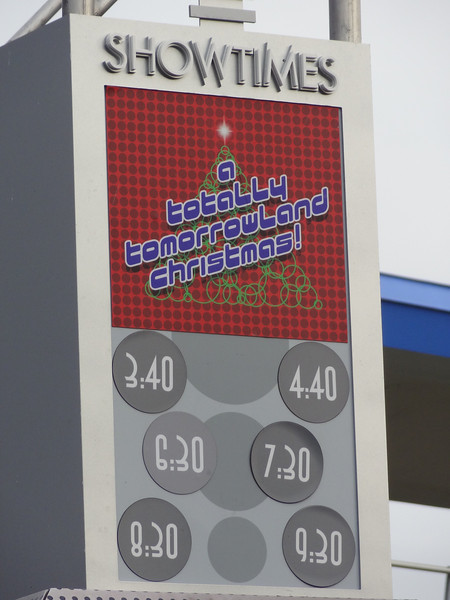 SHOWTIMES
a
totally
tomorrowland
christmas!
3:40 4:40
6:30 7:30
8:30 9:30